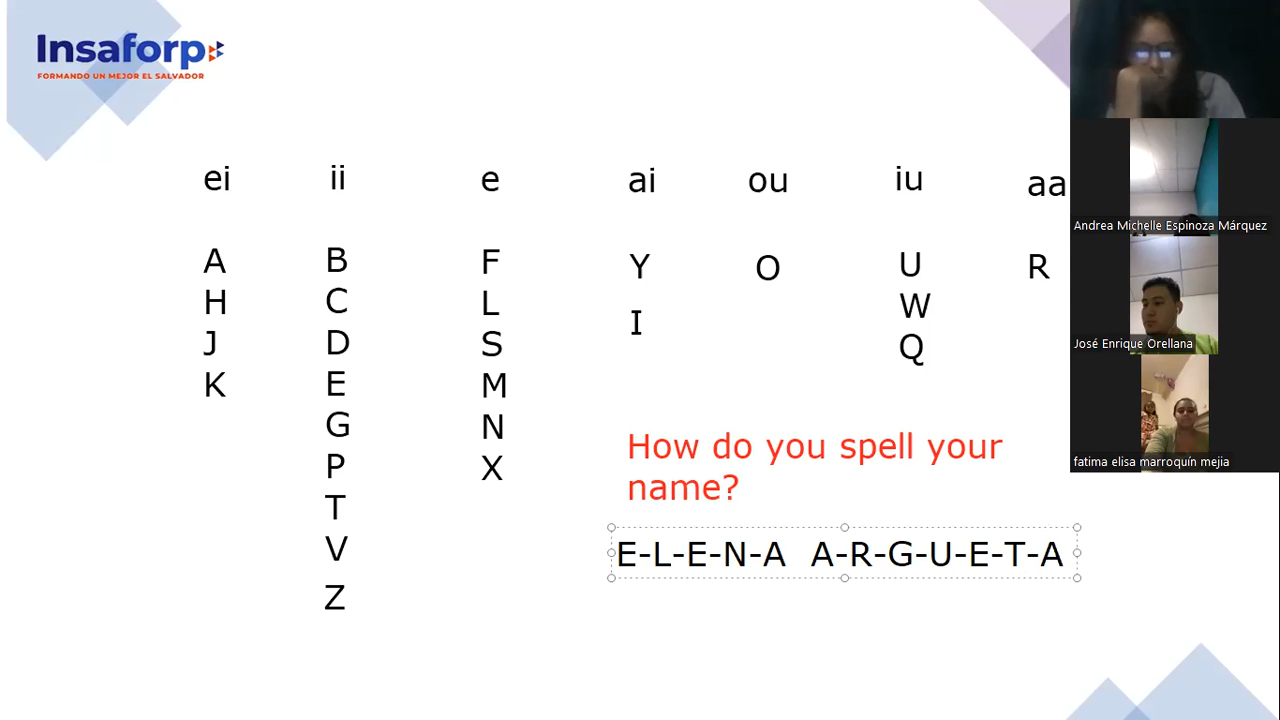 Insaforp
FORMANDO UN MEJOR EL SALVADOR
ei ii e ai ou iu aa
A B F Y O U R
H C L I W
J D S Q
K E M
G N
P X
T
V
Z
How do you spell your
name?
E-L-E-N-A A-R-G-U-E-T-A
Andrea Michelle Espinoza Márquez
José Enrique Orellana
fatima elisa marroquín mejia